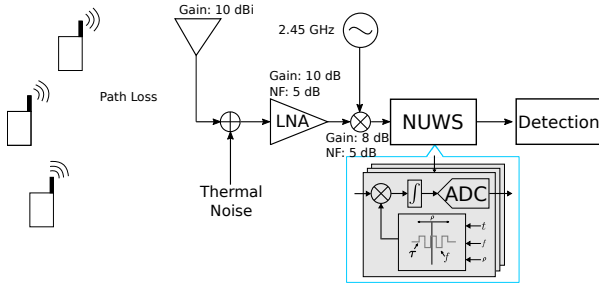 Gain: 10 dBi
2.45 GHz
Path Loss
Gain: 10 dB
NF: 5 dB
LNA
Gain: 8 dB
NF: 5 dB
NUWS
Detection
Thermal
Noise
∫
ADC
ρ
τ
f
t
f
ρ